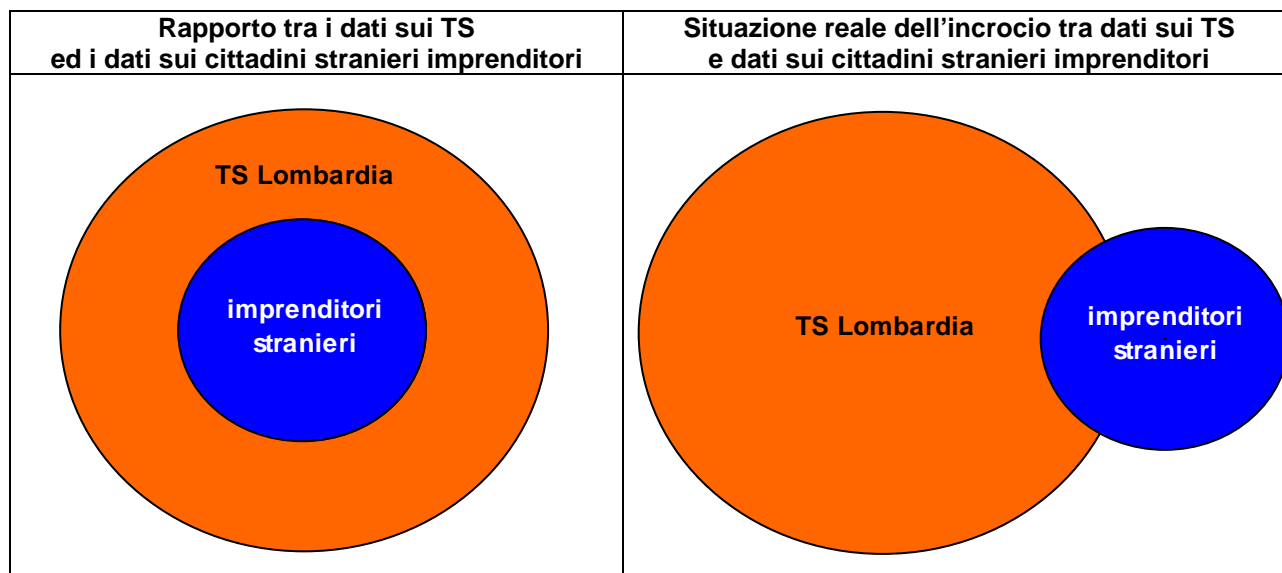 Rapporto tra i dati sui TS
ed i dati sui cittadini stranieri imprenditori
Situazione reale dell'incrocio tra dati sui TS
e dati sui cittadini stranieri imprenditori
TS Lombardia
imprenditori
stranieri
TS Lombardia
imprenditori
stranieri